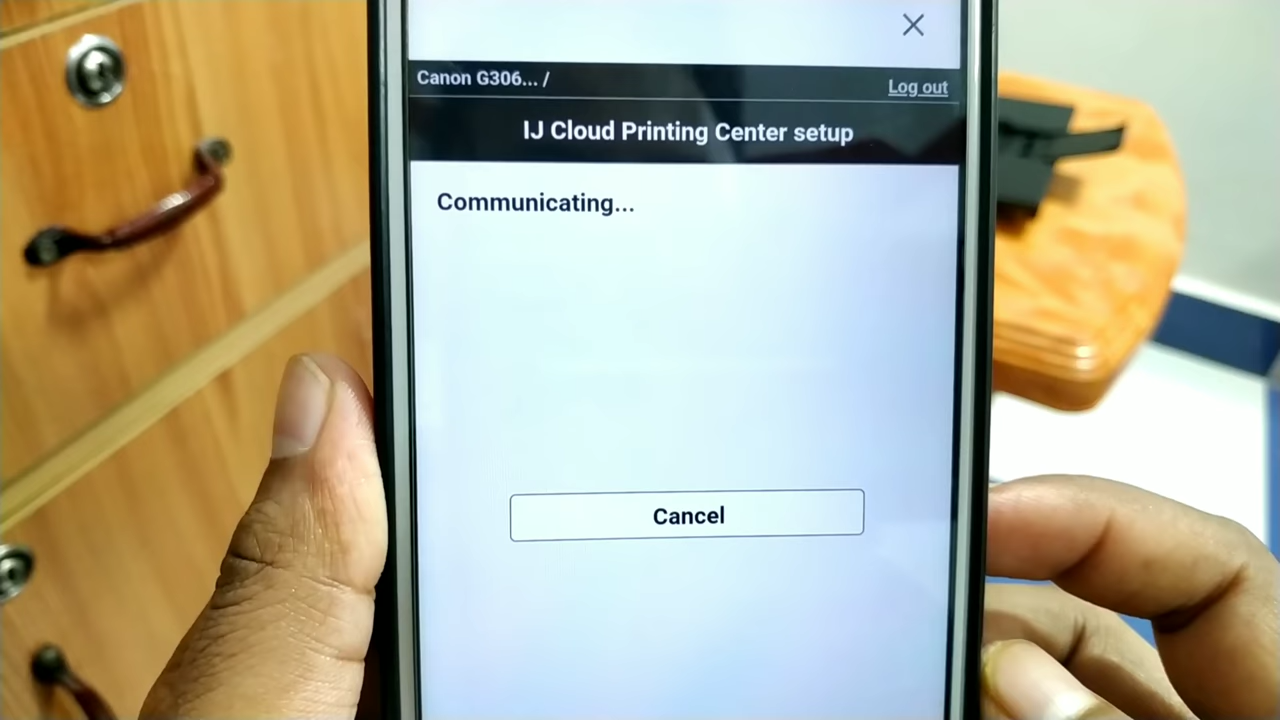 Canon G306... /
Log out
IJ Cloud Printing Center setup
Communicating...
Cancel